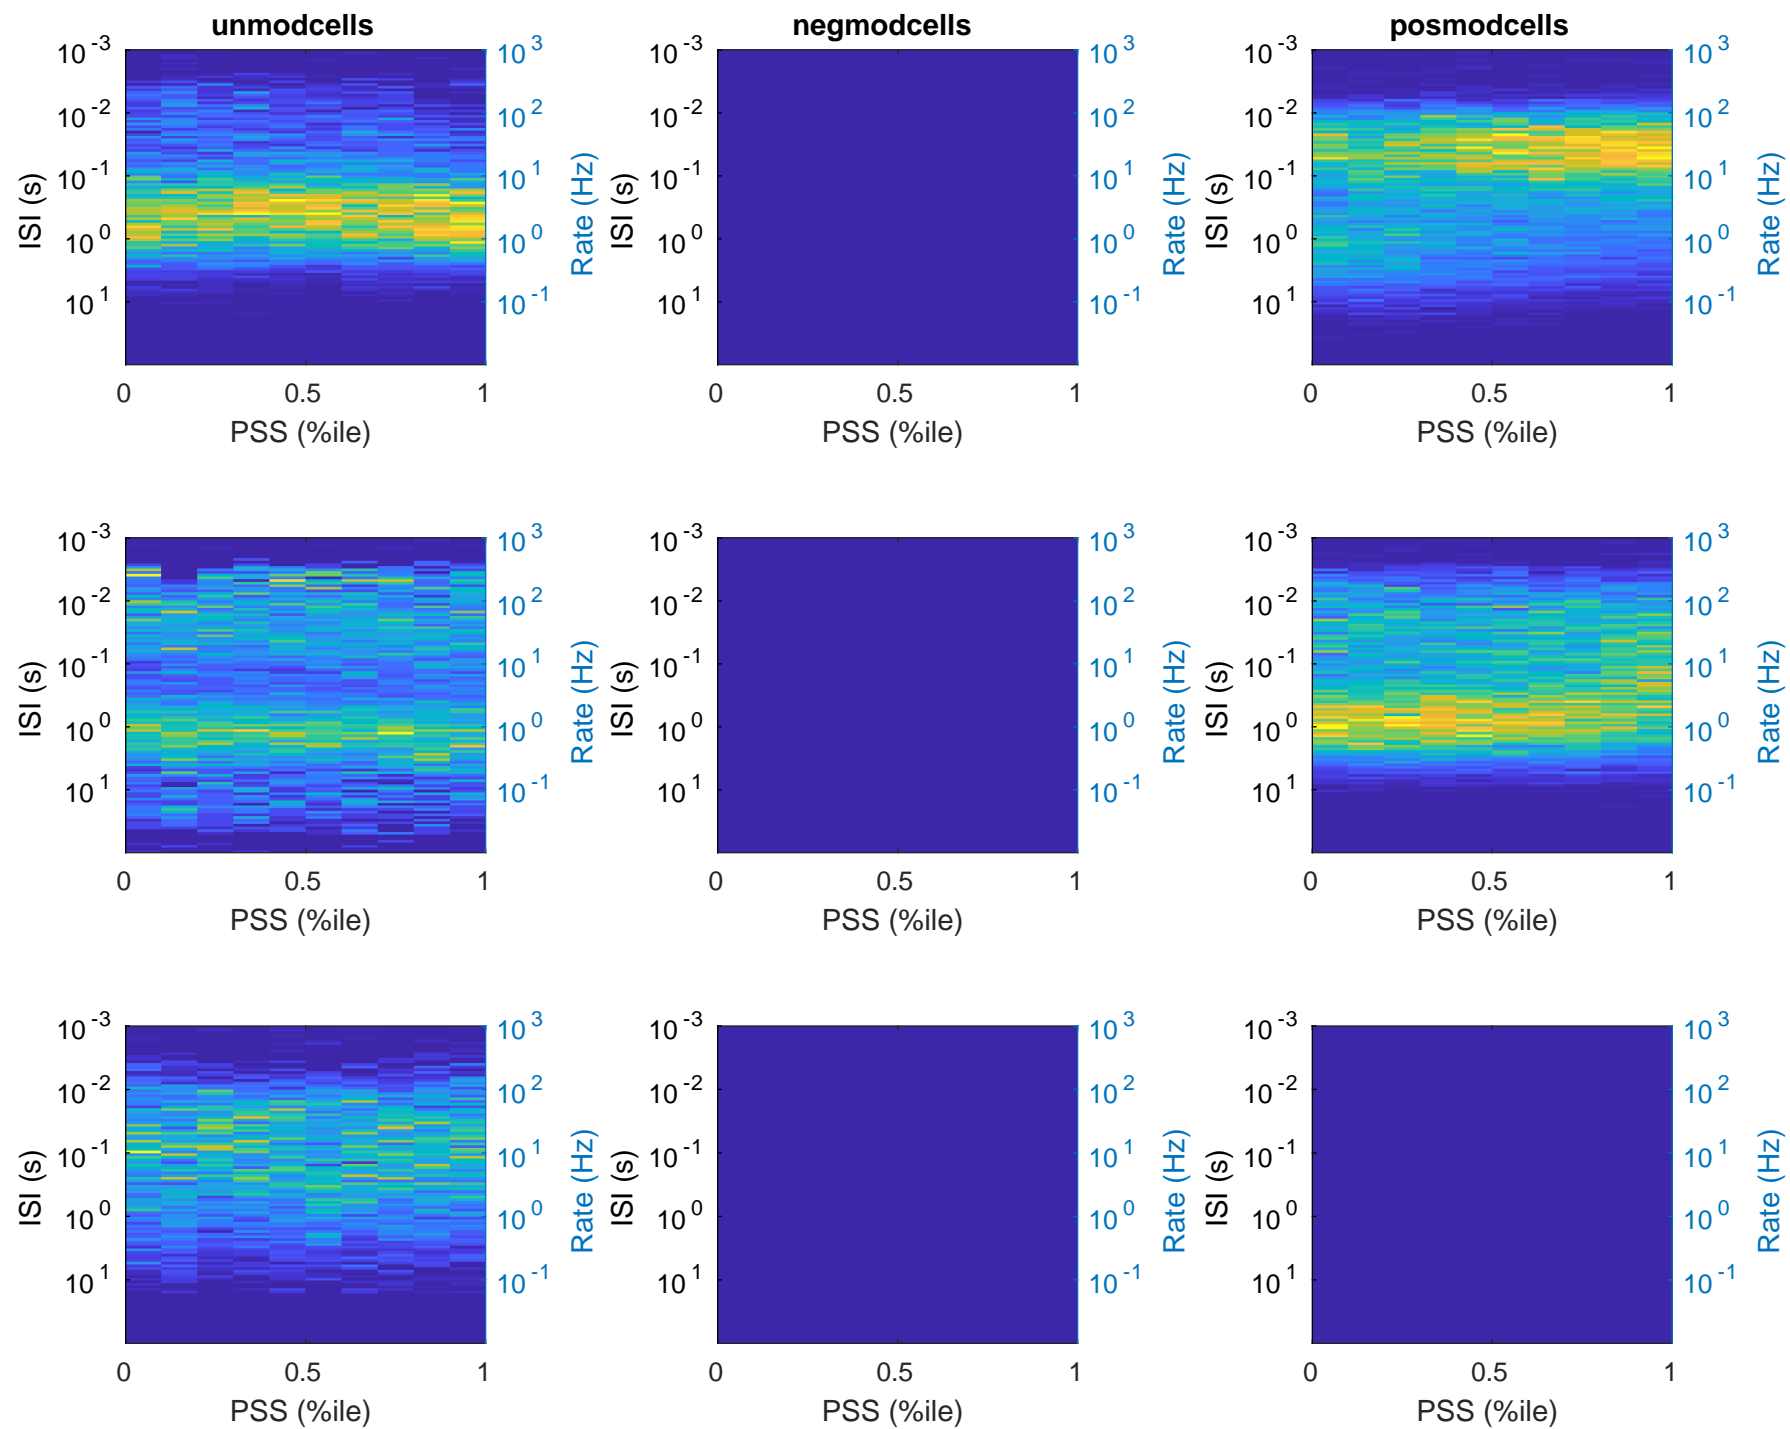 unmodcells negmodcells posmodcells
10^-3 10^3 10^-3 10^3 10^-3 10^3
10^-2 10^2 10^-2 10^2 10^-2 10^2
10^-1 10^1 10^-1 10^1 10^-1 10^1
ISI (s) Rate (Hz) ISI (s) Rate (Hz) ISI (s) Rate (Hz)
10^0 10^0 10^0 10^0 10^0 10^0
10^1 10^-1 10^1 10^-1 10^1 10^-1
0 0.5 1 0 0.5 1 0 0.5 1
PSS (%ile) PSS (%ile) PSS (%ile)
10^-3 10^3 10^-3 10^3 10^-3 10^3
10^-2 10^2 10^-2 10^2 10^-2 10^2
10^-1 10^1 10^-1 10^1 10^-1 10^1
ISI (s) Rate (Hz) ISI (s) Rate (Hz) ISI (s) Rate (Hz)
10^0 10^0 10^0 10^0 10^0 10^0
10^1 10^-1 10^1 10^-1 10^1 10^-1
0 0.5 1 0 0.5 1 0 0.5 1
PSS (%ile) PSS (%ile) PSS (%ile)
10^-3 10^3 10^-3 10^3 10^-3 10^3
10^-2 10^2 10^-2 10^2 10^-2 10^2
10^-1 10^1 10^-1 10^1 10^-1 10^1
ISI (s) Rate (Hz) ISI (s) Rate (Hz) ISI (s) Rate (Hz)
10^0 10^0 10^0 10^0 10^0 10^0
10^1 10^-1 10^1 10^-1 10^1 10^-1
0 0.5 1 0 0.5 1 0 0.5 1
PSS (%ile) PSS (%ile) PSS (%ile)